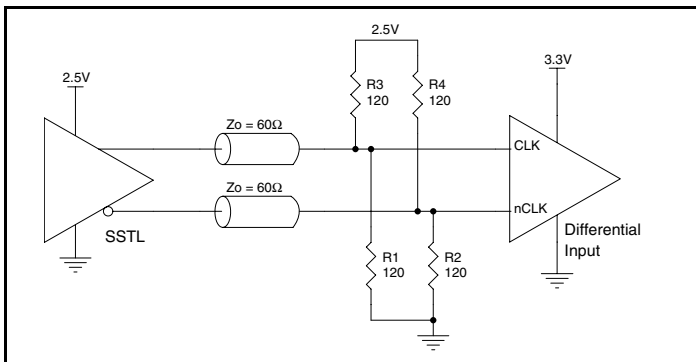 2.5V
2.5V
3.3V
R3
120
R4
120
Zo = 60Ω
CLK
Zo = 60Ω
nCLK
SSTL
Differential
Input
R1
120
R2
120